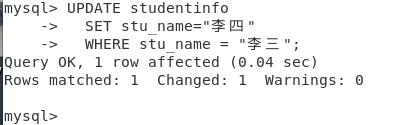 mysql> UPDATE studentinfo
    ->   SET stu_name="李四"
    ->   WHERE stu_name = "李三";
Query OK, 1 row affected (0.04 sec)
Rows matched: 1  Changed: 1  Warnings: 0
mysql>